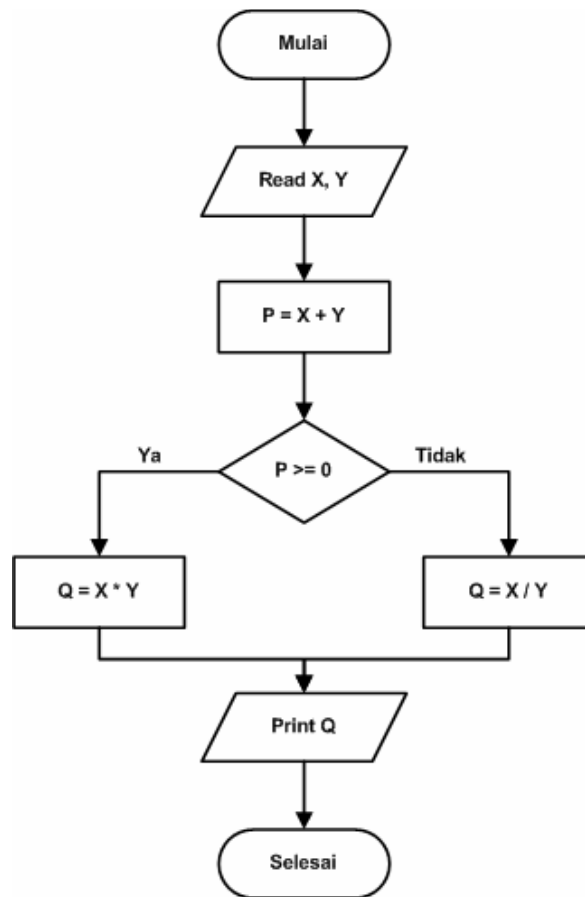 Mulai
Read X, Y
P = X + Y
Ya
P >= 0
Tidak
Q = X * Y
Q = X / Y
Print Q
Selesai